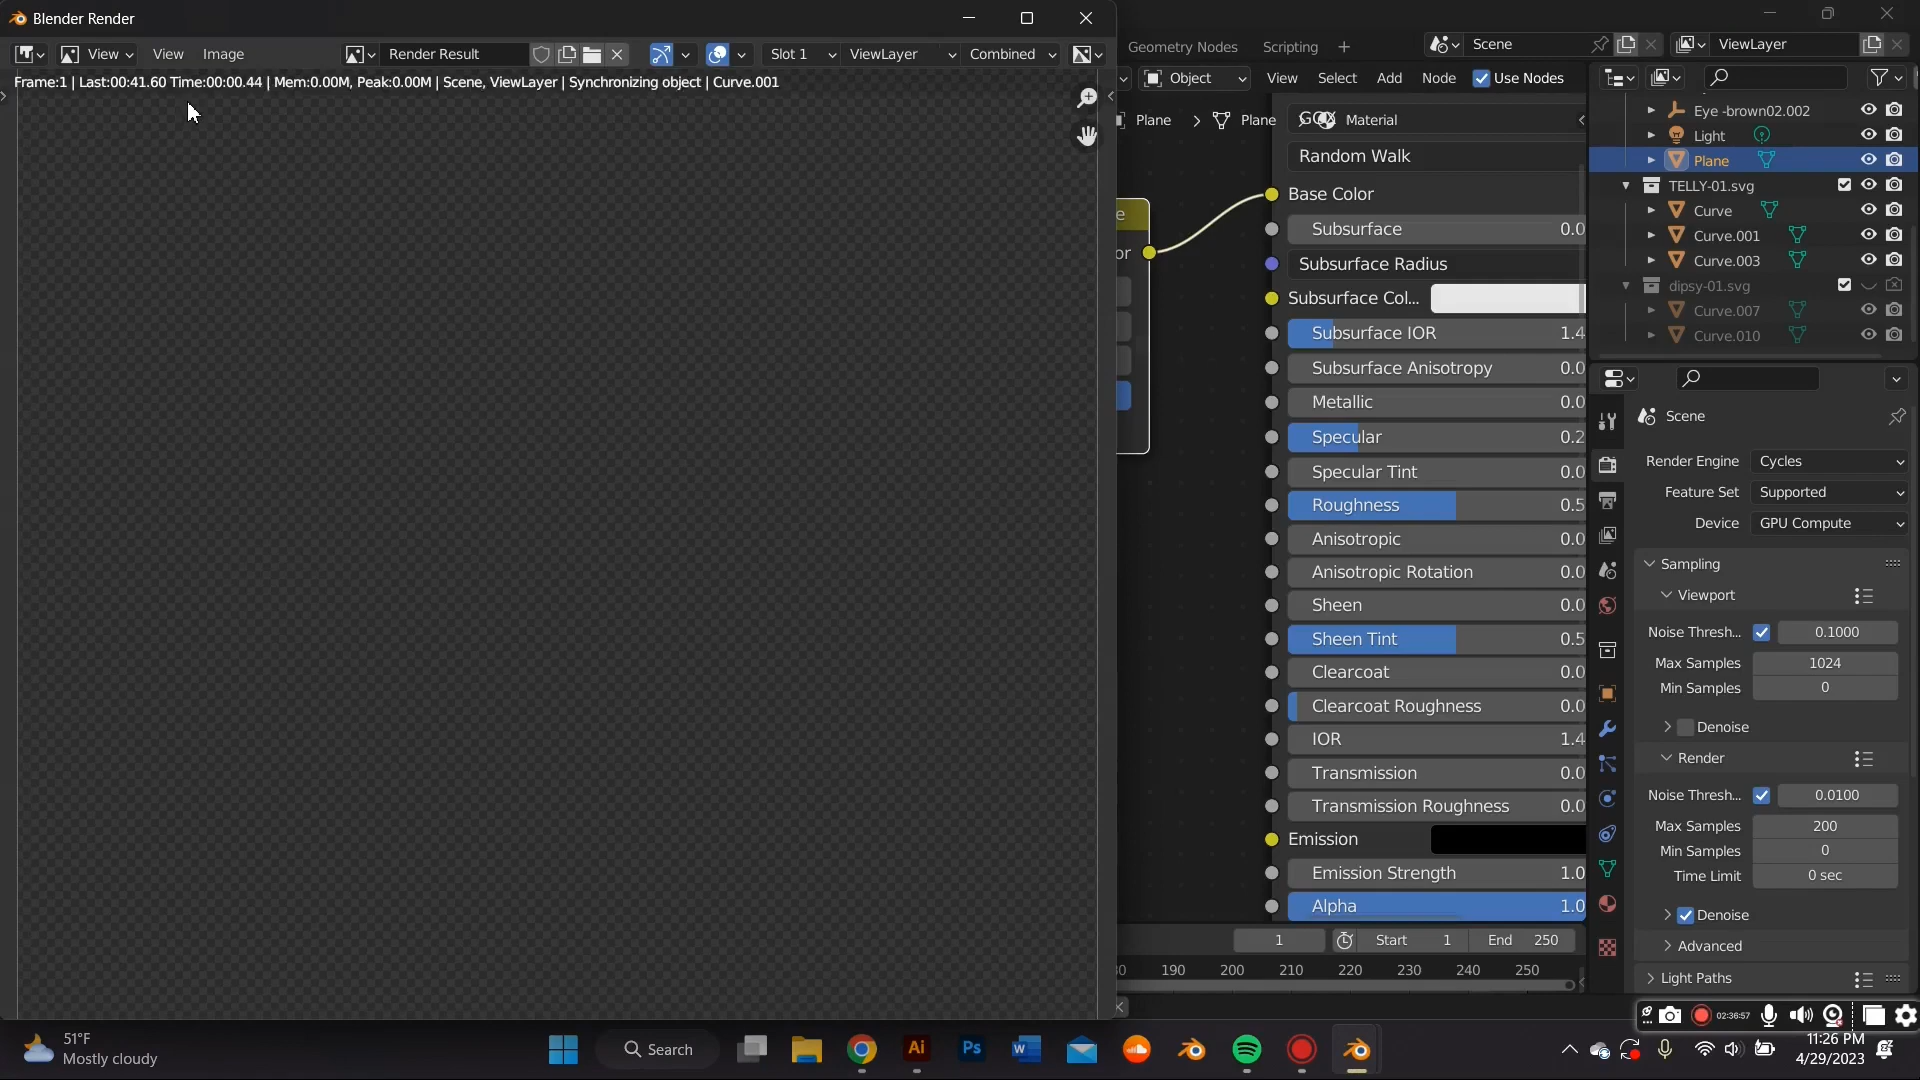 Blender Render
View
View
Image
Render Result
Slot 1
ViewLayer
Combined
Frame:1 | Last:00:41.60 Time:00:00.44 | Mem:0.00M, Peak:0.00M | Scene, ViewLayer | Synchronizing object | Curve.001
Geometry Nodes
Scripting
Scene
ViewLayer
Object
View
Select
Add
Node
Use Nodes
Plane
Plane
Material
Random Walk
Base Color
Subsurface 0.0
Subsurface Radius
Subsurface Col...
Subsurface IOR 1.4
Subsurface Anisotropy 0.0
Metallic 0.0
Specular 0.2
Specular Tint 0.0
Roughness 0.5
Anisotropic 0.0
Anisotropic Rotation 0.0
Sheen 0.0
Sheen Tint 0.5
Clearcoat 0.0
Clearcoat Roughness 0.0
IOR 1.4
Transmission 0.0
Transmission Roughness 0.0
Emission
Emission Strength 1.0
Alpha 1.0
1
Start 1
End 250
190 200 210 220 230 240 250
Eye -brown02.002
Light
Plane
TELLY-01.svg
Curve
Curve.001
Curve.003
dipsy-01.svg
Curve.007
Curve.010
Scene
Render Engine Cycles
Feature Set Supported
Device GPU Compute
Sampling
Viewport
Noise Thresh... 0.1000
Max Samples 1024
Min Samples 0
Denoise
Render
Noise Thresh... 0.0100
Max Samples 200
Min Samples 0
Time Limit 0 sec
Denoise
Advanced
Light Paths
02:36:57
51°F
Mostly cloudy
Search
Ai
Ps
W
11:26 PM
4/29/2023